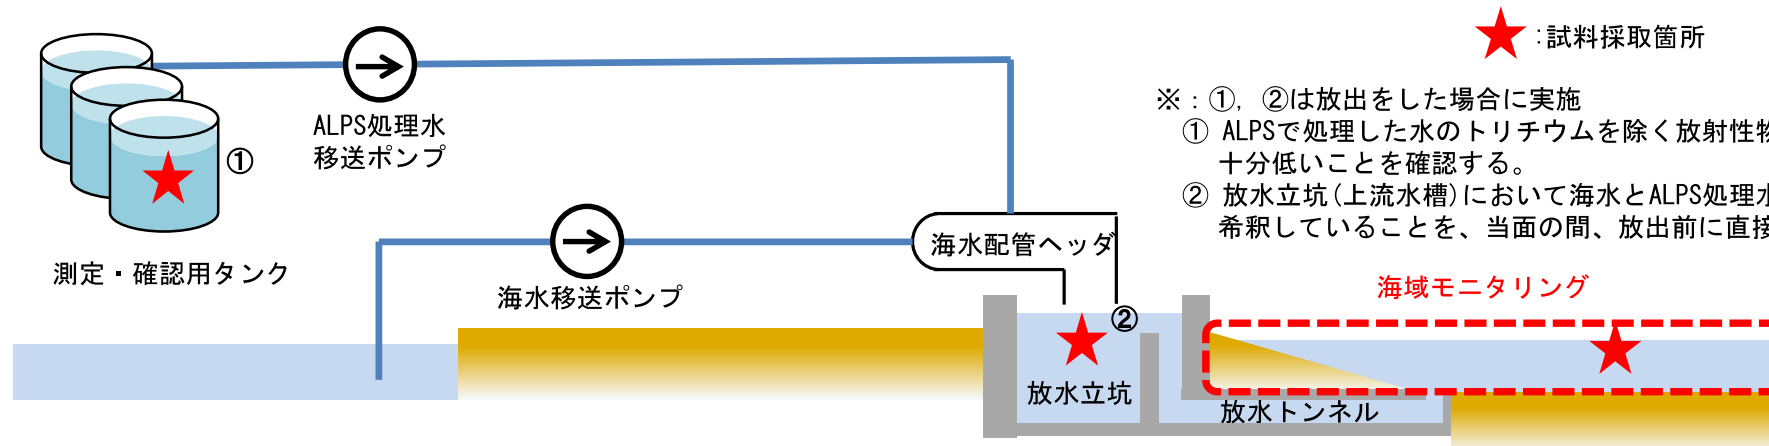 ：試料採取箇所
※：①，②は放出をした場合に実施
① ALPSで処理した水のトリチウムを除く放射性物
十分低いことを確認する。
② 放水立坑(上流水槽)において海水とALPS処理水
希釈していることを、当面の間、放出前に直接
①
ALPS処理水
移送ポンプ
測定・確認用タンク
海水配管ヘッダ
海水移送ポンプ
②
海域モニタリング
放水立坑
放水トンネル